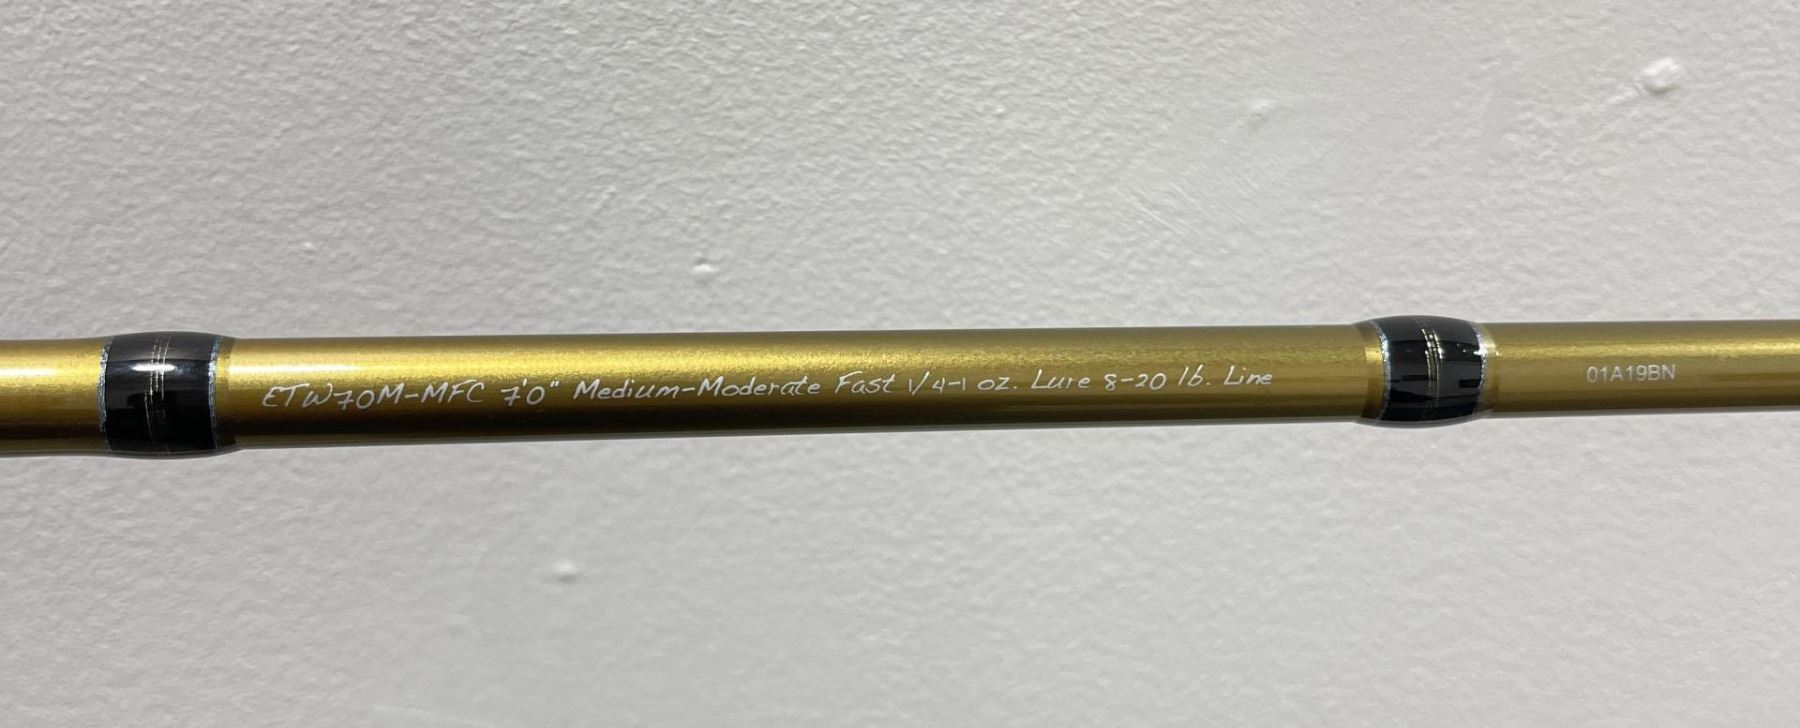 ETW70M-MFC 7'0" Medium-Moderate Fast 1/4-1 oz. Lure 8-20 lb. Line
01A19BN